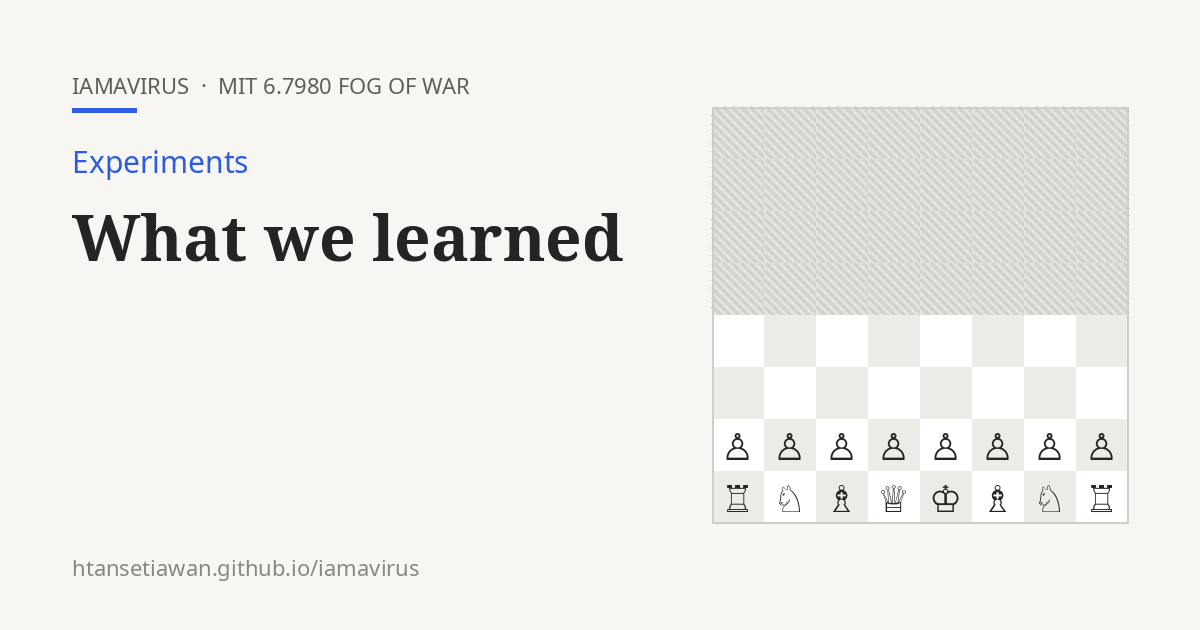 IAMAVIRUS · MIT 6.7980 FOG OF WAR
Experiments
What we learned
htansetiawan.github.io/iamavirus